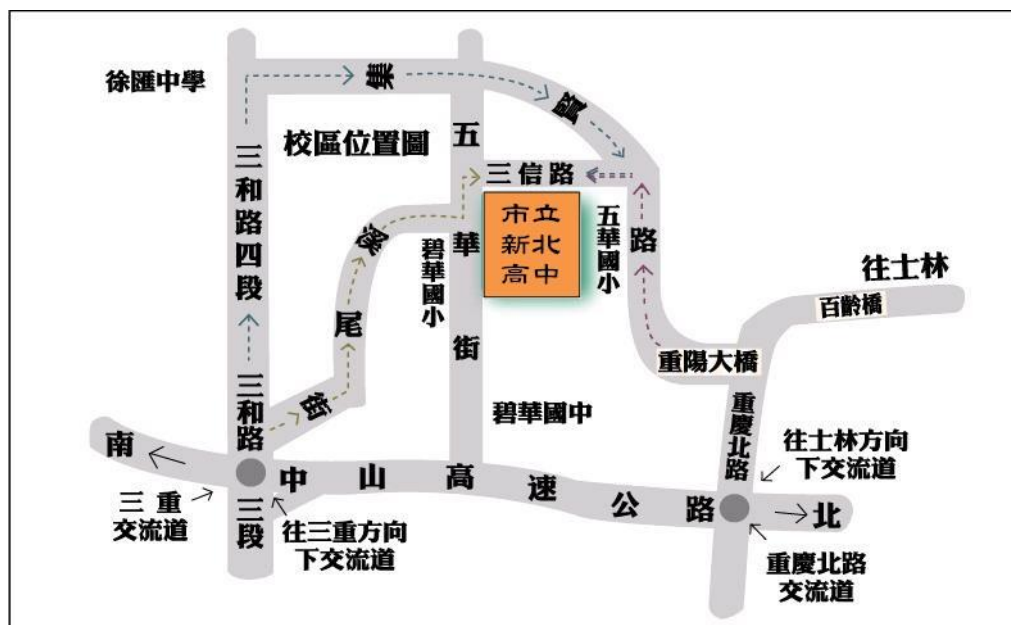 徐匯中學
校區位置圖
集賢路
五華街
三信路
市立
新北
高中
五華國小
碧華國小
溪尾街
三和路四段
三和路三段
往士林
百齡橋
重陽大橋
重慶北路
碧華國中
往士林方向
下交流道
南
中山高速公路
北
三重
交流道
往三重方向
下交流道
重慶北路
交流道